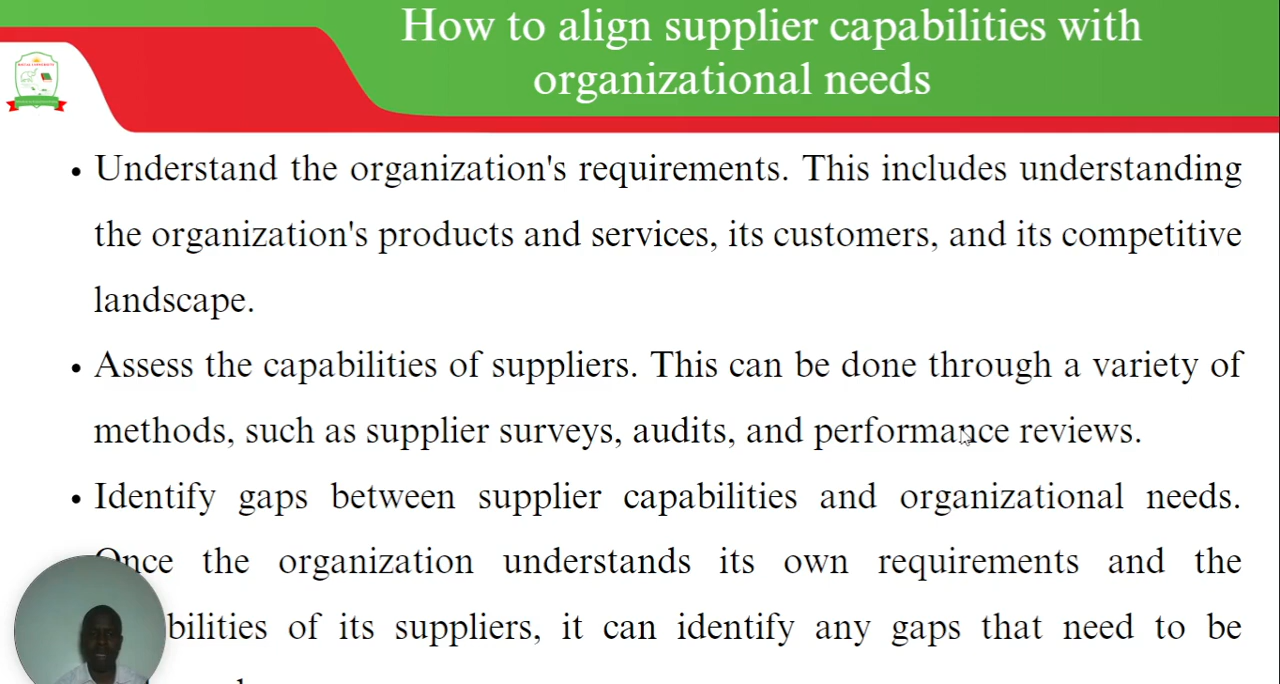 How to align supplier capabilities with
organizational needs
• Understand the organization's requirements. This includes understanding
the organization's products and services, its customers, and its competitive
landscape.
• Assess the capabilities of suppliers. This can be done through a variety of
methods, such as supplier surveys, audits, and performance reviews.
• Identify gaps between supplier capabilities and organizational needs.
Once the organization understands its own requirements and the
bilities of its suppliers, it can identify any gaps that need to be